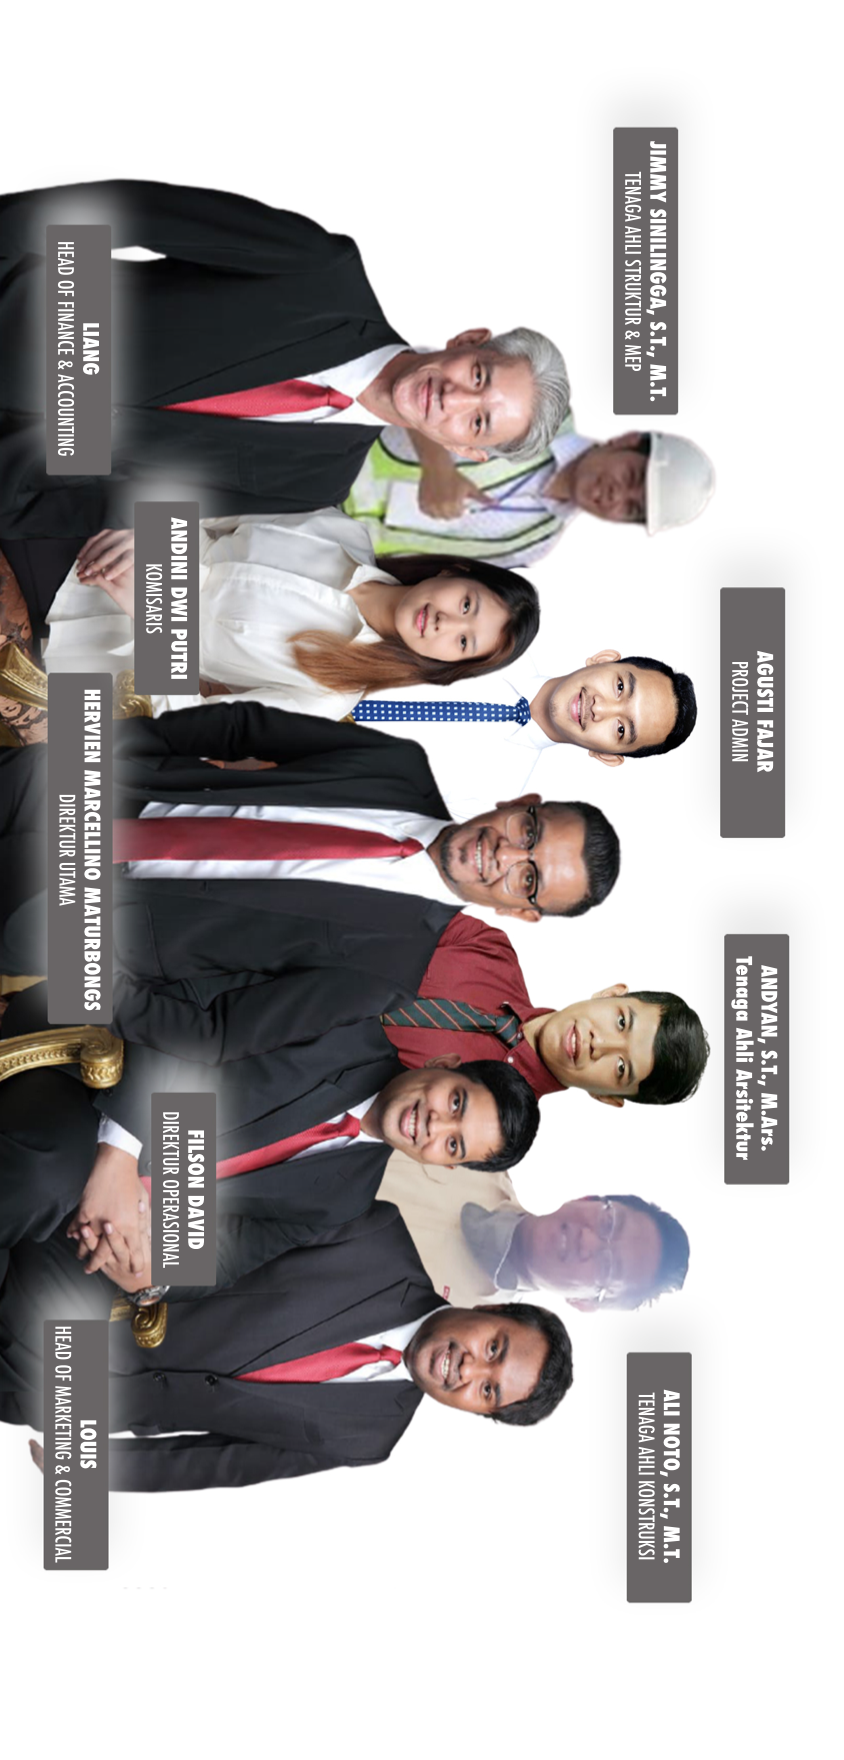 JIMMY SINILINGGA, S.T., M.T.
TENAGA AHLI STRUKTUR & MEP
AGUSTI FAJAR
PROJECT ADMIN
ANDYAN, S.T., M.Ars.
Tenaga Ahli Arsitektur
ALI NOTO, S.T., M.T.
TENAGA AHLI KONSTRUKSI
LIANG
HEAD OF FINANCE & ACCOUNTING
ANDINI DWI PUTRI
KOMISARIS
HERVIEN MARCELLINO MATURBONGS
DIREKTUR UTAMA
FILSON DAVID
DIREKTUR OPERASIONAL
LOUIS
HEAD OF MARKETING & COMMERCIAL